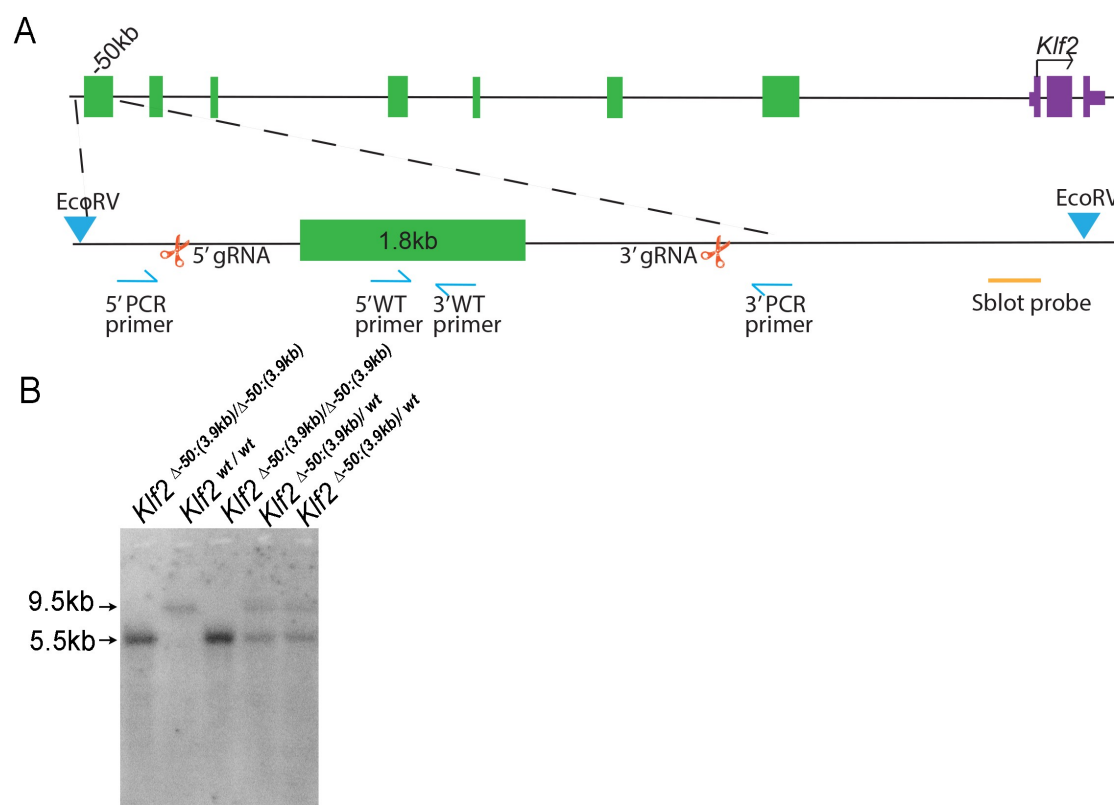 A
-50kb
Klf2
EcoRV
EcoRV
1.8kb
5' gRNA
3' gRNA
5' PCR
primer
5' WT
primer
3' WT
primer
3' PCR
primer
Sblot probe
B
Klf2 Δ-50:(3.9kb)/Δ-50:(3.9kb)
Klf2 wt / wt
Klf2 Δ-50:(3.9kb)/Δ-50:(3.9kb)
Klf2 Δ-50:(3.9kb)/ wt
Klf2 Δ-50:(3.9kb)/ wt
9.5kb
5.5kb